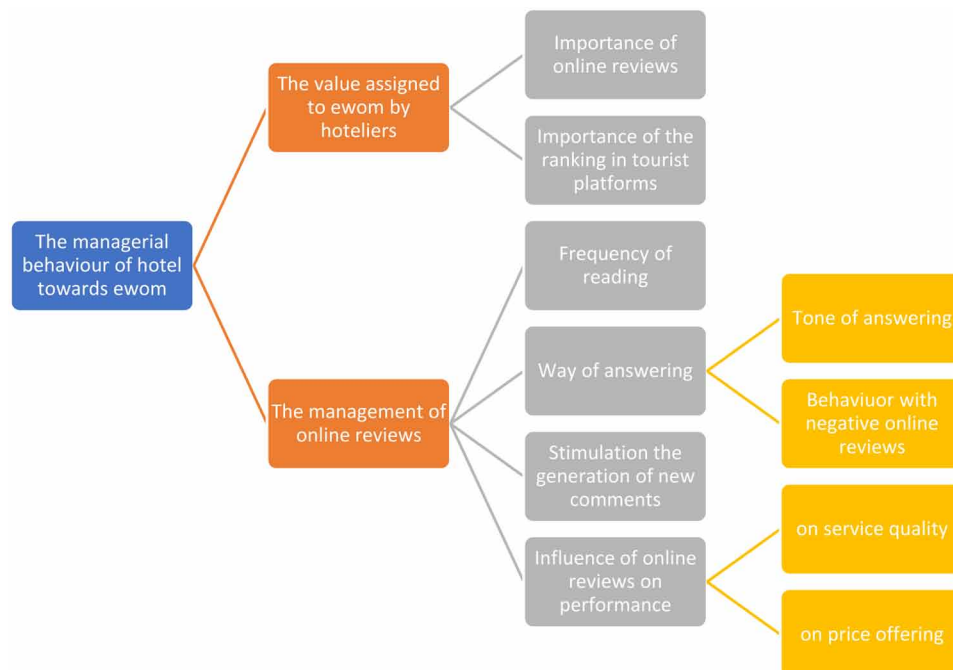 The managerial
behaviour of hotel
towards ewom
The value assigned
to ewom by
hoteliers
Importance of
online reviews
Importance of the
ranking in tourist
platforms
The management of
online reviews
Frequency of
reading
Way of answering
Tone of answering
Behaviuor with
negative online
reviews
Stimulation the
generation of new
comments
Influence of online
reviews on
performance
on service quality
on price offering